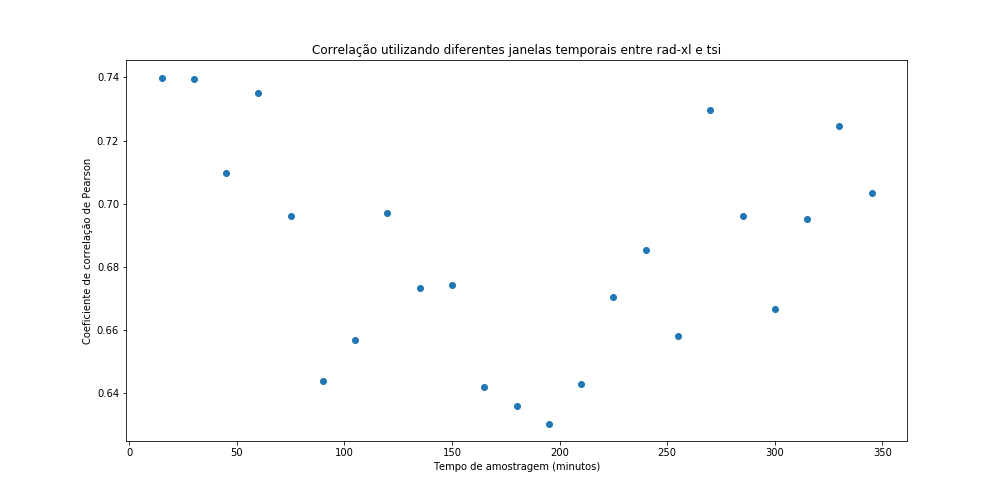 Correlação utilizando diferentes janelas temporais entre rad-xl e tsi
Coeficiente de correlação de Pearson
0.74
0.72
0.70
0.68
0.66
0.64
0 50 100 150 200 250 300 350
Tempo de amostragem (minutos)